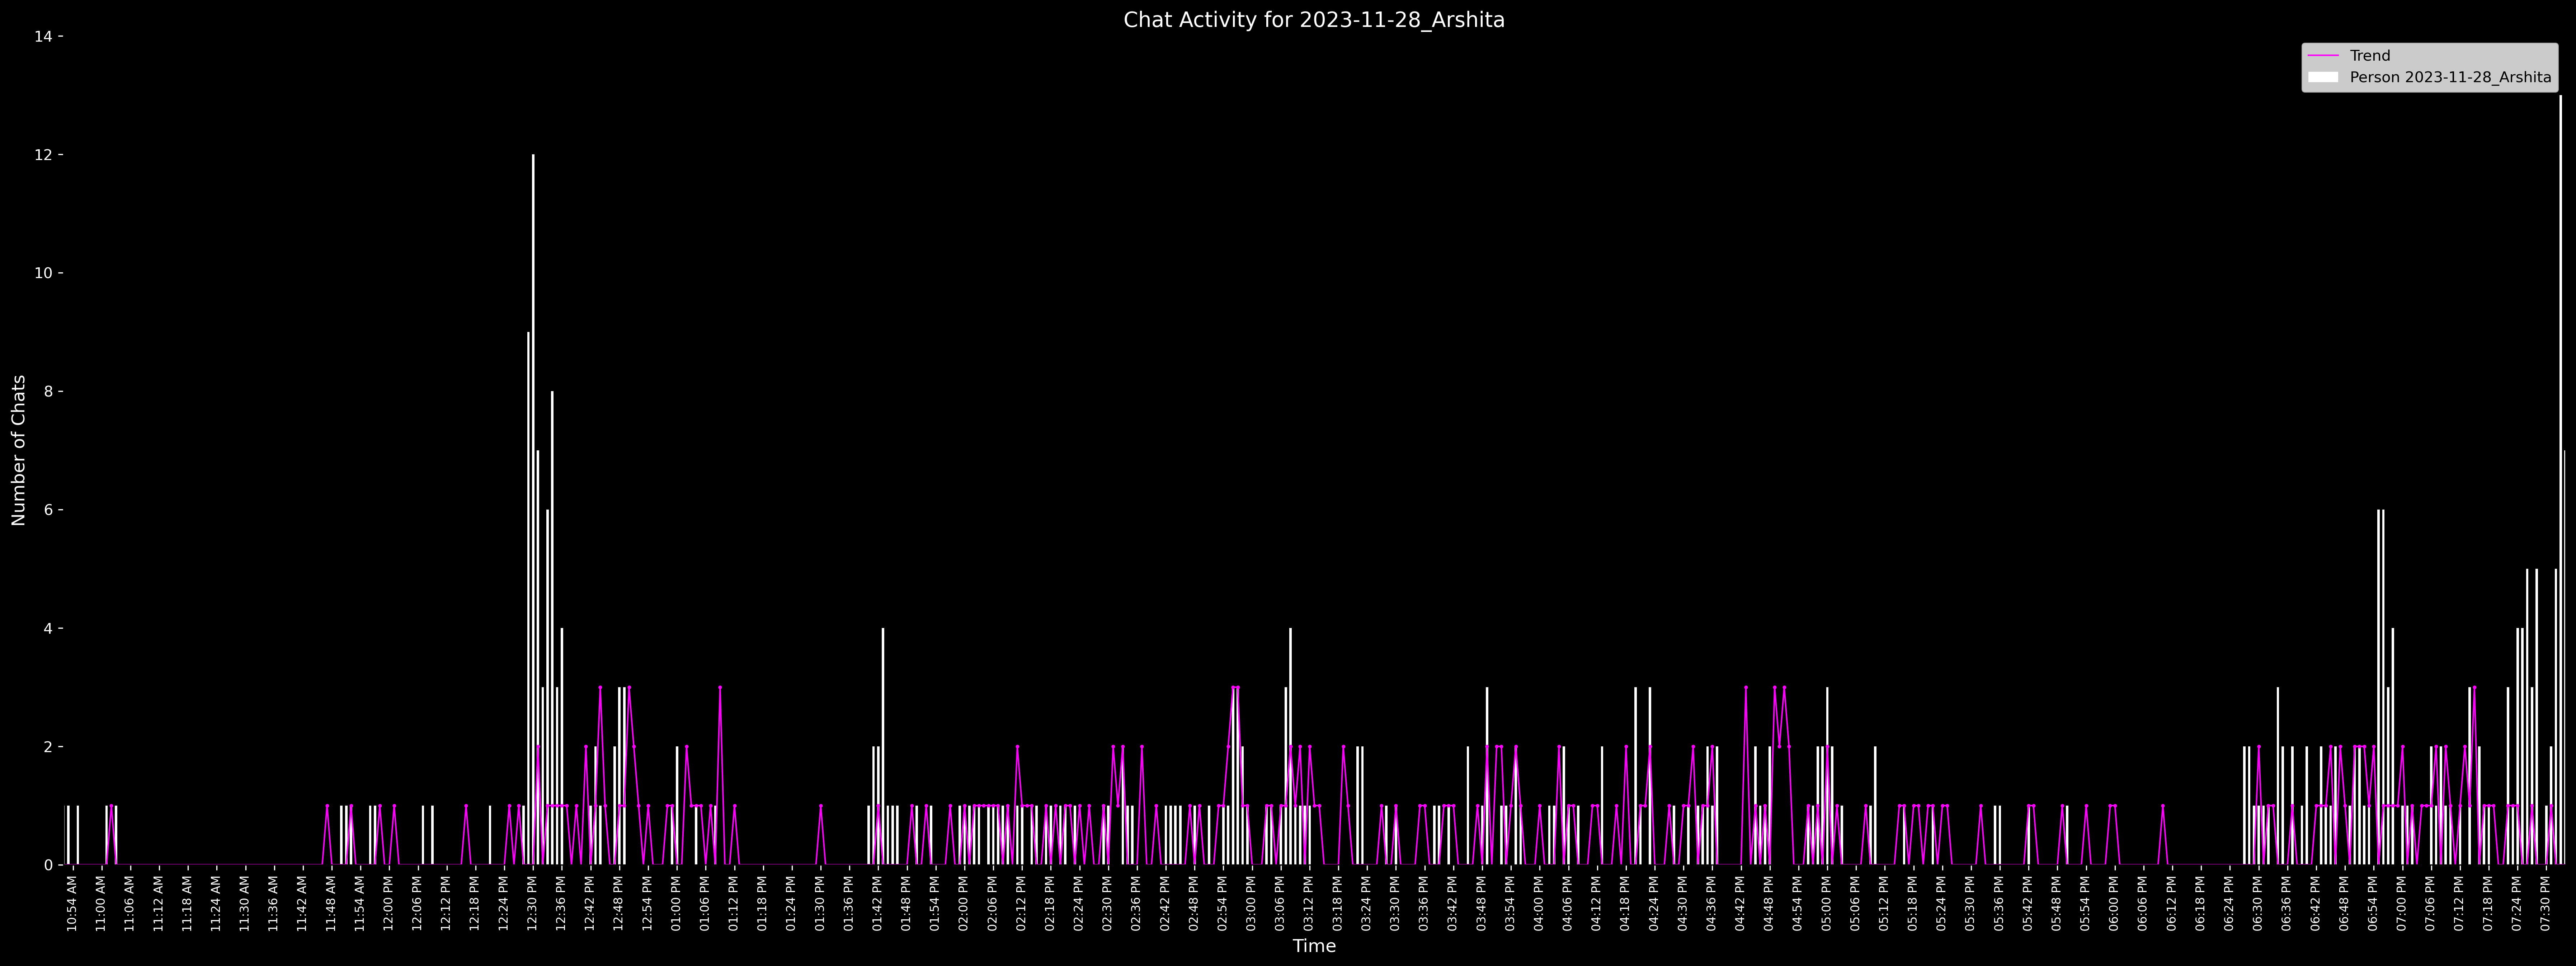 Chat Activity for 2023-11-28_Arshita
Trend
Person 2023-11-28_Arshita
Number of Chats
14
12
10
8
6
4
2
0
10:54 AM
11:00 AM
11:06 AM
11:12 AM
11:18 AM
11:24 AM
11:30 AM
11:36 AM
11:42 AM
11:48 AM
11:54 AM
12:00 PM
12:06 PM
12:12 PM
12:18 PM
12:24 PM
12:30 PM
12:36 PM
12:42 PM
12:48 PM
12:54 PM
01:00 PM
01:06 PM
01:12 PM
01:18 PM
01:24 PM
01:30 PM
01:36 PM
01:42 PM
01:48 PM
01:54 PM
02:00 PM
02:06 PM
02:12 PM
02:18 PM
02:24 PM
02:30 PM
02:36 PM
02:42 PM
02:48 PM
02:54 PM
03:00 PM
03:06 PM
03:12 PM
03:18 PM
03:24 PM
03:30 PM
03:36 PM
03:42 PM
03:48 PM
03:54 PM
04:00 PM
04:06 PM
04:12 PM
04:18 PM
04:24 PM
04:30 PM
04:36 PM
04:42 PM
04:48 PM
04:54 PM
05:00 PM
05:06 PM
05:12 PM
05:18 PM
05:24 PM
05:30 PM
05:36 PM
05:42 PM
05:48 PM
05:54 PM
06:00 PM
06:06 PM
06:12 PM
06:18 PM
06:24 PM
06:30 PM
06:36 PM
06:42 PM
06:48 PM
06:54 PM
07:00 PM
07:06 PM
07:12 PM
07:18 PM
07:24 PM
07:30 PM
Time